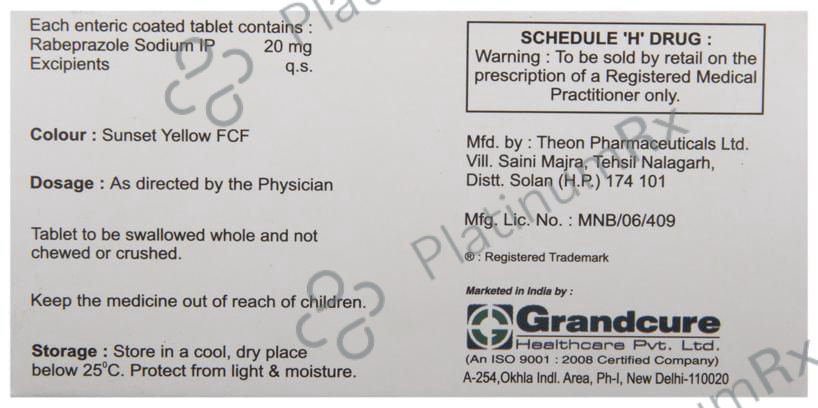 Each enteric coated tablet contains :
Rabeprazole Sodium IP 20 mg
Excipients q.s.
Colour : Sunset Yellow FCF
Dosage : As directed by the Physician
Tablet to be swallowed whole and not
chewed or crushed.
Keep the medicine out of reach of children.
Storage : Store in a cool, dry place
below 25⁰C. Protect from light & moisture.
SCHEDULE 'H' DRUG :
Warning : To be sold by retail on the
prescription of a Registered Medical
Practitioner only.
Mfd. by : Theon Pharmaceuticals Ltd.
Vill. Saini Majra, Tehsil Nalagarh,
Distt. Solan (H.P.) 174 101
Mfg. Lic. No. : MNB/06/409
® : Registered Trademark
Marketed in India by :
Grandcure
Healthcare Pvt. Ltd.
(An ISO 9001 : 2008 Certified Company)
A-254,Okhla Indl. Area, Ph-I, New Delhi-110020
PlatinumRx
PlatinumRx
PlatinumRx